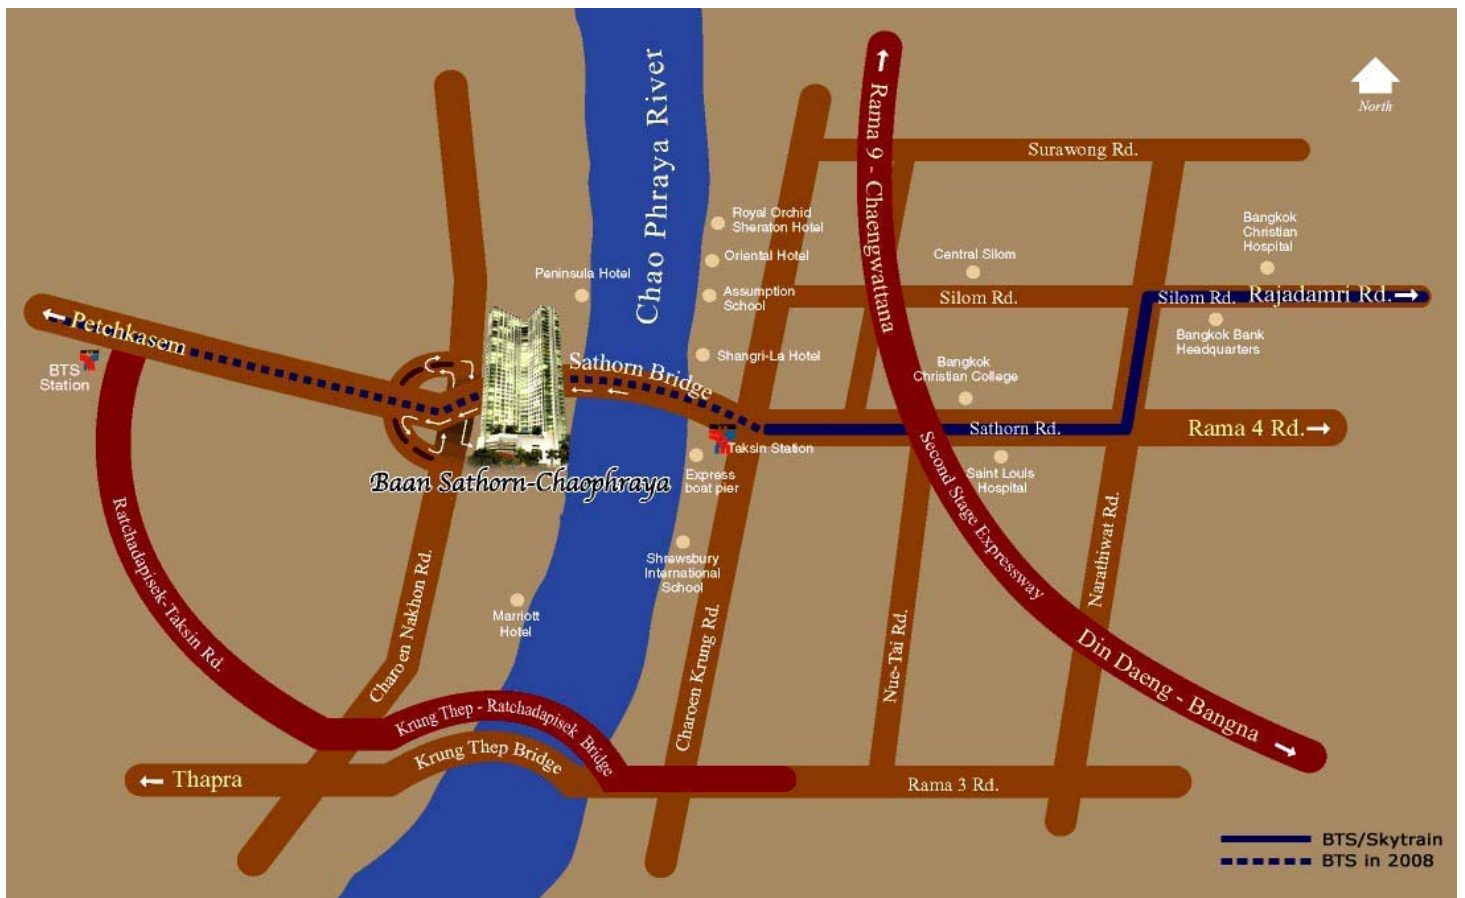 North
Chao Phraya River
Rama 9 - Chaengwattana
Surawong Rd.
Royal Orchid
Sheraton Hotel
Oriental Hotel
Assumption
School
Shangri-La Hotel
Peninsula Hotel
Central Silom
Silom Rd.
Bangkok
Christian
Hospital
Silom Rd.
Rajadamri Rd.
Bangkok Bank
Headquarters
Petchkasem
BTS
Station
Sathorn Bridge
Bangkok
Christian College
Sathorn Rd.
Rama 4 Rd.
Taksin Station
Baan Sathorn-Chaophraya
Express
boat pier
Saint Louis
Hospital
Second Stage Expressway
Ratchadapisek-Taksin Rd.
Charoen Nakhon Rd.
Shrewsbury
International
School
Marriott
Hotel
Charoen Krung Rd.
Nue-Tai Rd.
Narathiwat Rd.
Din Daeng - Bangna
Krung Thep - Ratchadapisek Bridge
Krung Thep Bridge
Thapra
Rama 3 Rd.
BTS/Skytrain
BTS in 2008